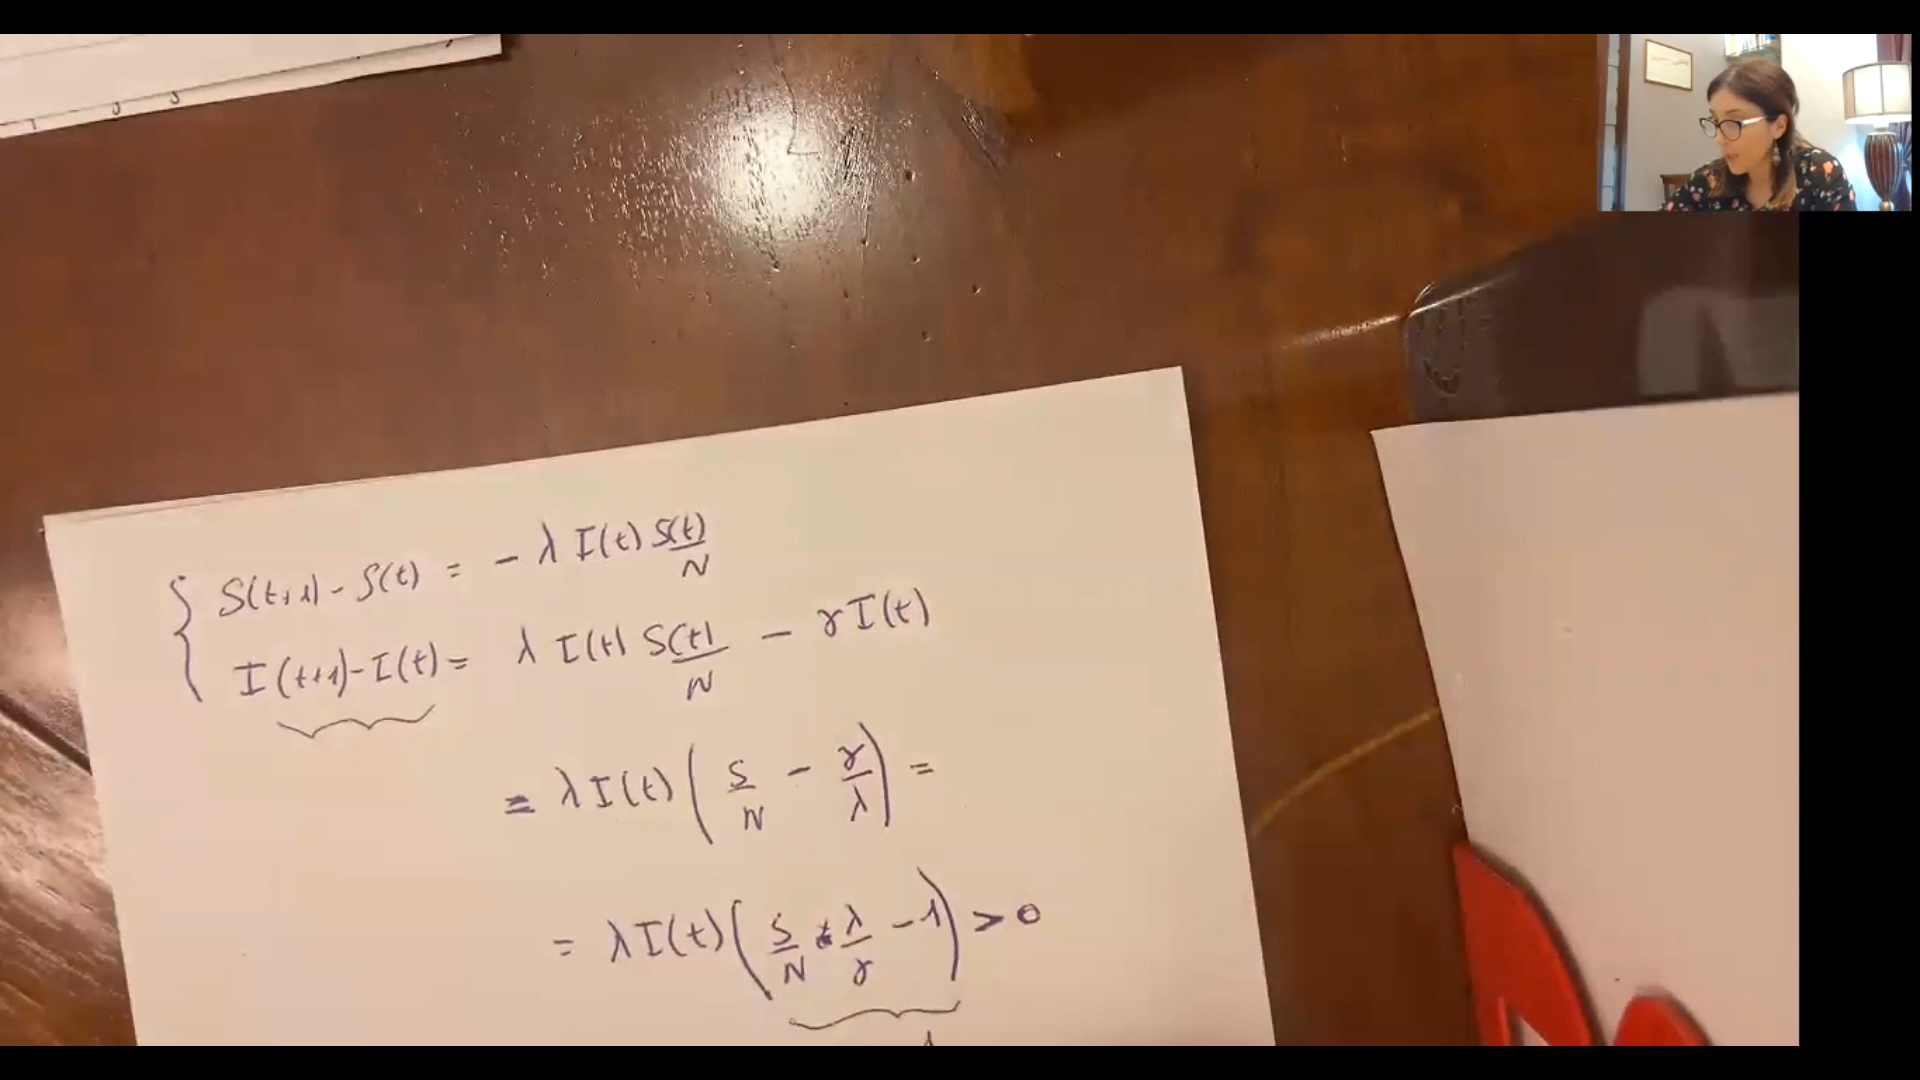 S(t+1) - S(t) = - λ I(t) S(t)/N
I(t+1) - I(t) = λ I(t) S(t)/N - γ I(t)
= λ I(t) ( S/N - γ/λ ) =
= λ I(t) ( S/N * λ/γ - 1 ) > 0